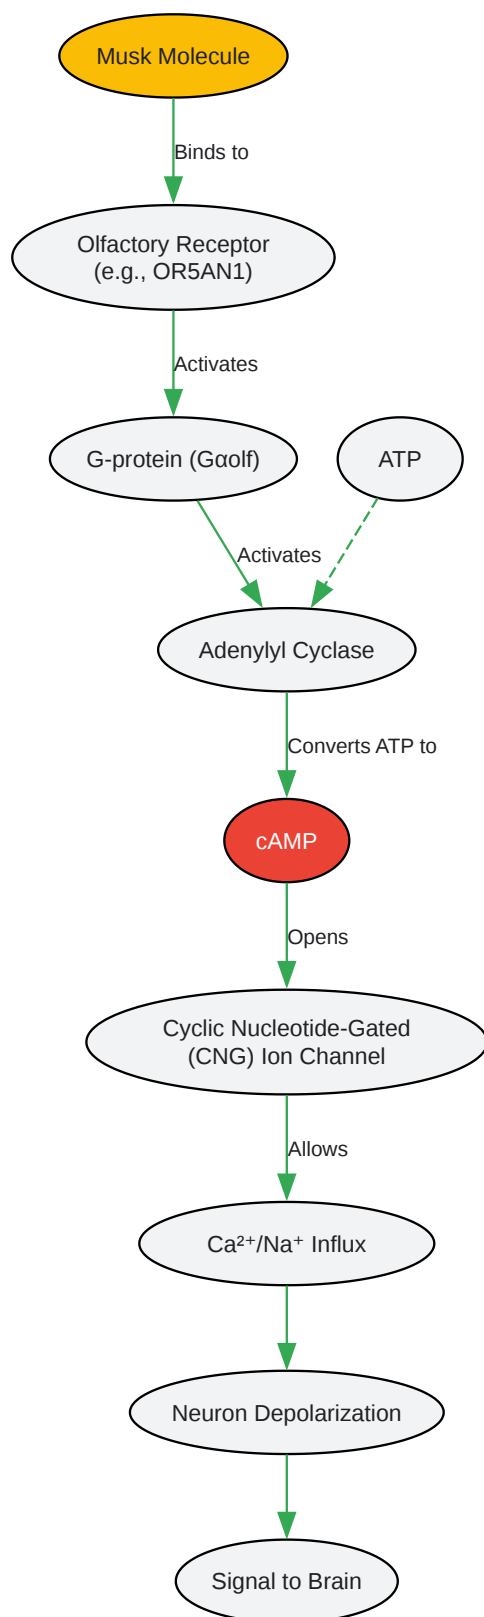 Musk Molecule
Binds to
Olfactory Receptor
(e.g., OR5AN1)
Activates
G-protein (Gαolf)
ATP
Activates
Adenylyl Cyclase
Converts ATP to
cAMP
Opens
Cyclic Nucleotide-Gated
(CNG) Ion Channel
Allows
Ca²⁺/Na⁺ Influx
Neuron Depolarization
Signal to Brain